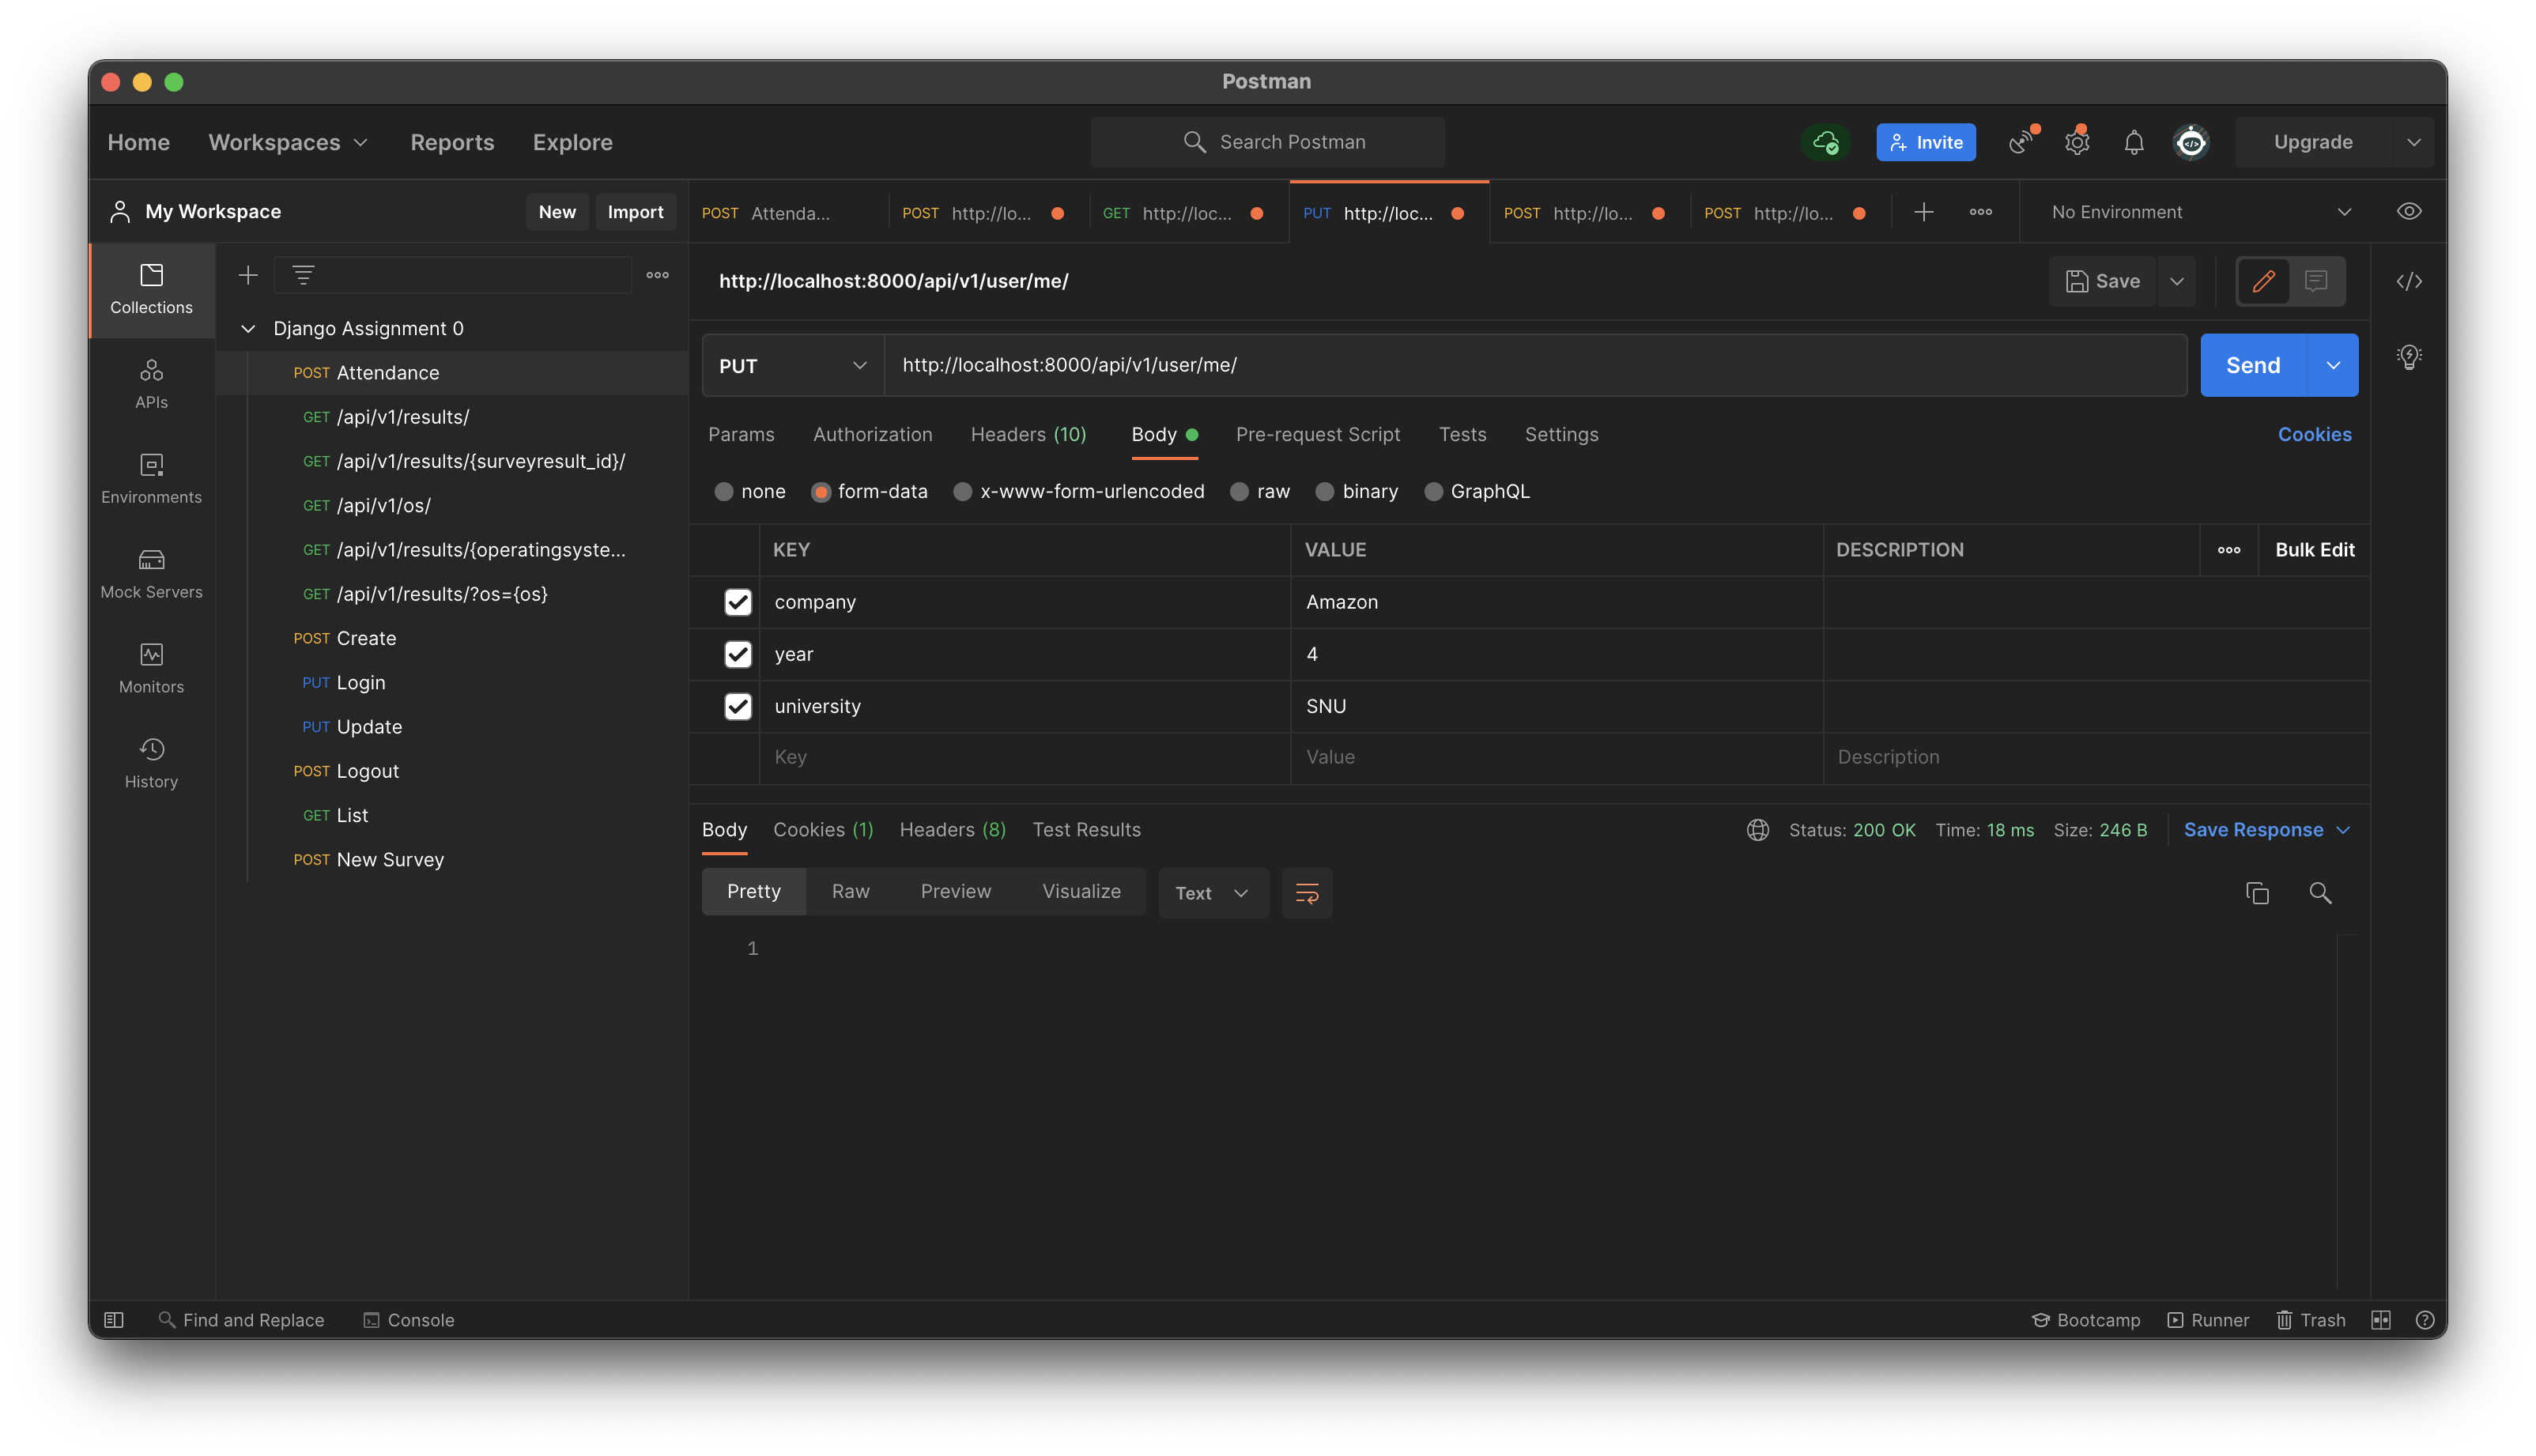 Postman
Home Workspaces Reports Explore Search Postman Invite Upgrade
My Workspace New Import
POST Attenda... POST http://lo... GET http://loc... PUT http://loc... POST http://lo... POST http://lo... No Environment
Collections
APIs
Environments
Mock Servers
Monitors
History
Django Assignment 0
POST Attendance
GET /api/v1/results/
GET /api/v1/results/{surveyresult_id}/
GET /api/v1/os/
GET /api/v1/results/{operatingsyste...
GET /api/v1/results/?os={os}
POST Create
PUT Login
PUT Update
POST Logout
GET List
POST New Survey
http://localhost:8000/api/v1/user/me/ Save
PUT http://localhost:8000/api/v1/user/me/ Send
Params Authorization Headers (10) Body Pre-request Script Tests Settings Cookies
none form-data x-www-form-urlencoded raw binary GraphQL
KEY VALUE DESCRIPTION Bulk Edit
company Amazon
year 4
university SNU
Key Value Description
Body Cookies (1) Headers (8) Test Results Status: 200 OK Time: 18 ms Size: 246 B Save Response
Pretty Raw Preview Visualize Text
1
Find and Replace Console Bootcamp Runner Trash